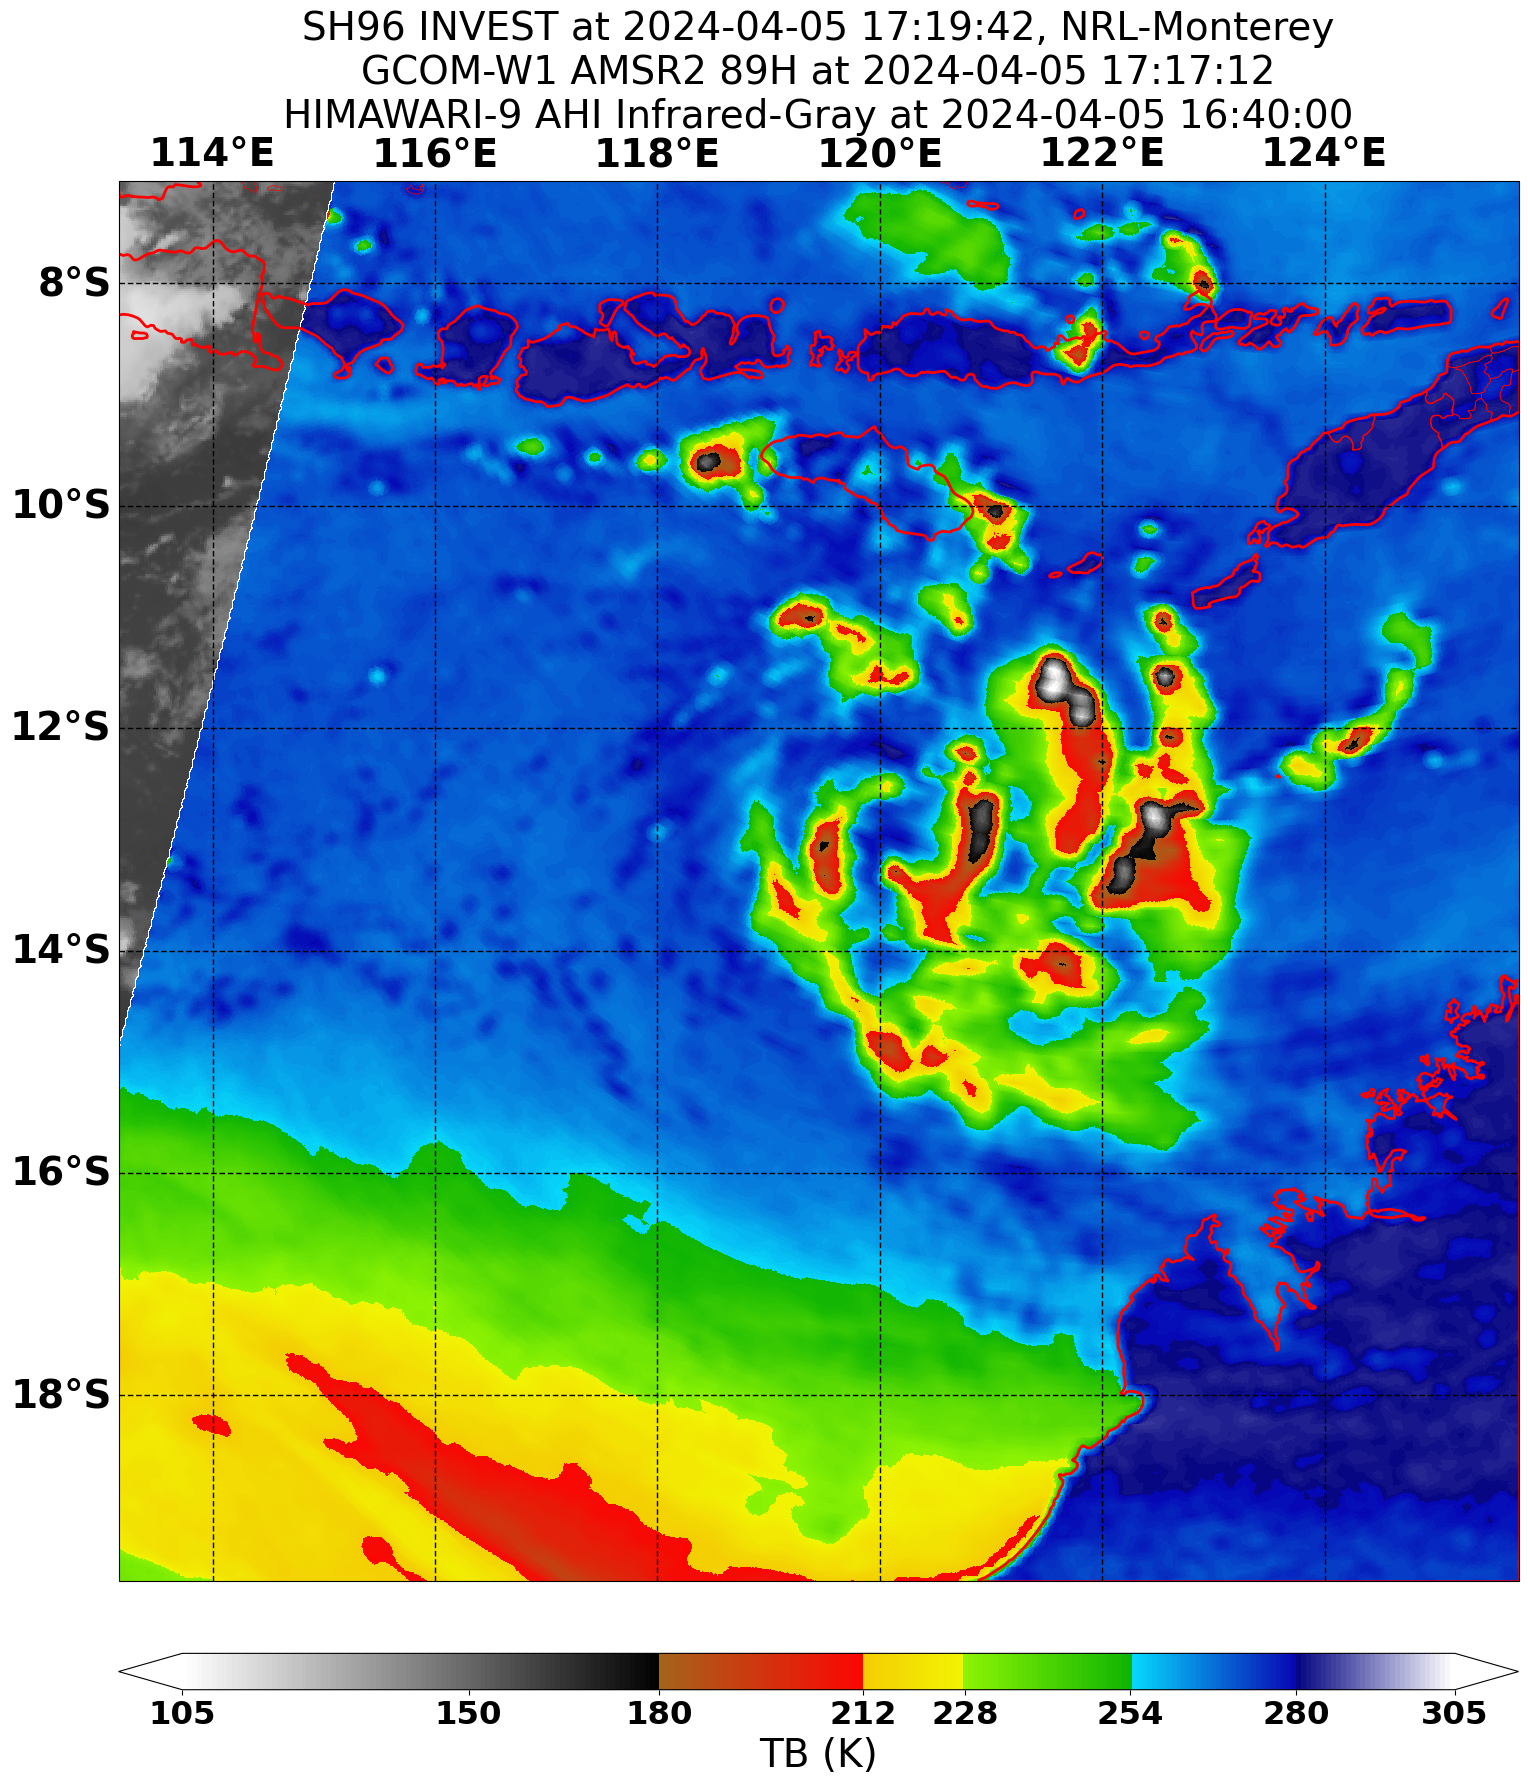 SH96 INVEST at 2024-04-05 17:19:42, NRL-Monterey
GCOM-W1 AMSR2 89H at 2024-04-05 17:17:12
HIMAWARI-9 AHI Infrared-Gray at 2024-04-05 16:40:00
114°E 116°E 118°E 120°E 122°E 124°E
8°S
10°S
12°S
14°S
16°S
18°S
105 150 180 212 228 254 280 305
TB (K)